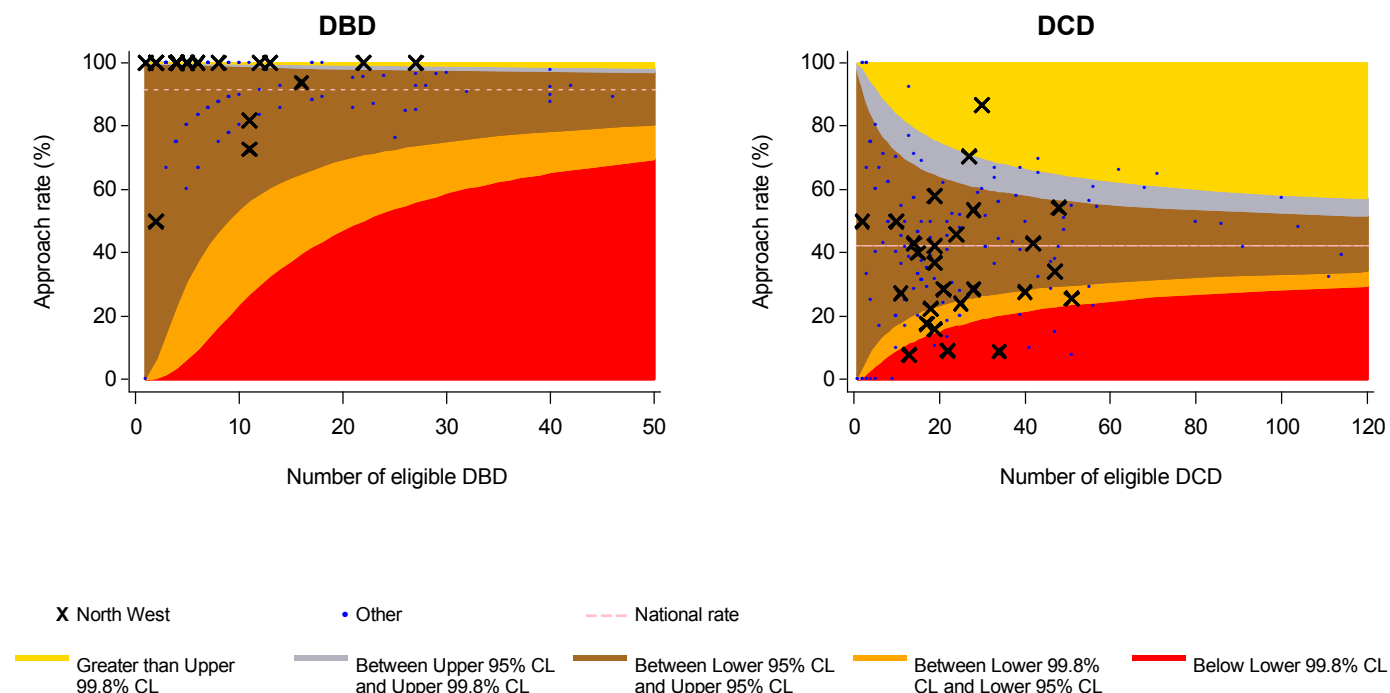 DBD
DCD
Approach rate (%)
100
80
60
40
20
0
0 10 20 30 40 50
Number of eligible DBD
Approach rate (%)
100
80
60
40
20
0
0 20 40 60 80 100 120
Number of eligible DCD
X North West
Other
National rate
Greater than Upper
99.8% CL
Between Upper 95% CL
and Upper 99.8% CL
Between Lower 95% CL
and Upper 95% CL
Between Lower 99.8%
CL and Lower 95% CL
Below Lower 99.8% CL